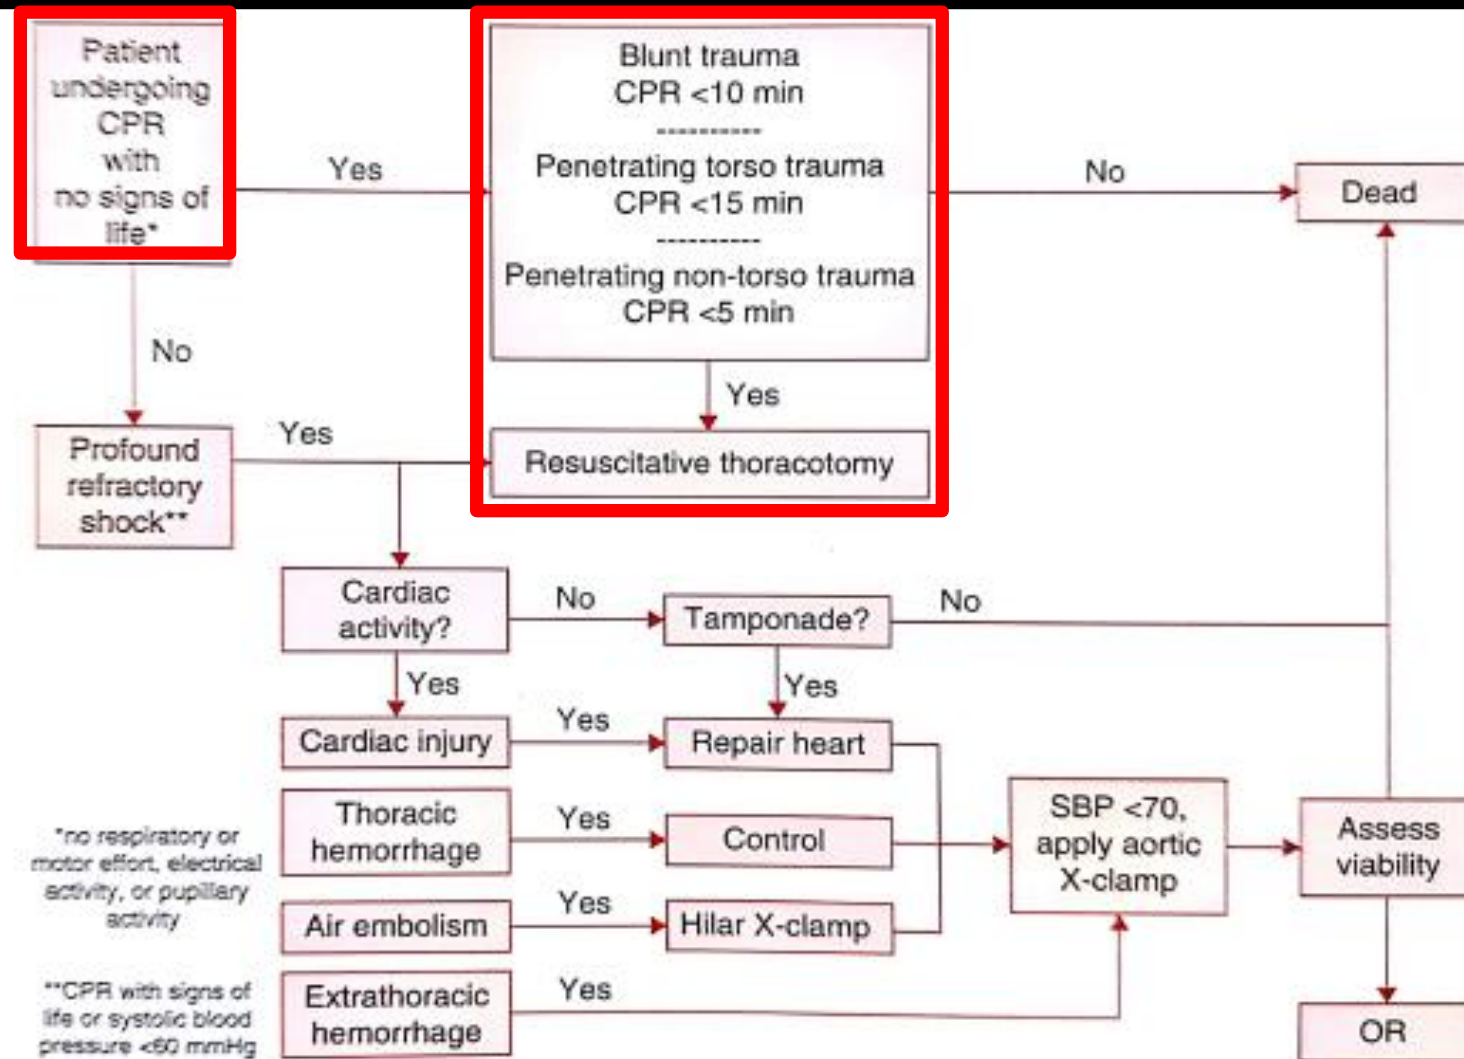 Patient
undergoing
CPR
with
no signs of
life*
Yes
Blunt trauma
CPR <10 min
----------
Penetrating torso trauma
CPR <15 min
----------
Penetrating non-torso trauma
CPR <5 min
No
Dead
No
Yes
Profound
refractory
shock**
Yes
Resuscitative thoracotomy
Cardiac
activity?
No
Tamponade?
No
Yes
Yes
Cardiac injury
Yes
Repair heart
Thoracic
hemorrhage
Yes
Control
SBP <70,
apply aortic
X-clamp
Assess
viability
Air embolism
Yes
Hilar X-clamp
Extrathoracic
hemorrhage
Yes
OR
*no respiratory or
motor effort, electrical
activity, or pupillary
activity
**CPR with signs of
life or systolic blood
pressure <60 mmHg